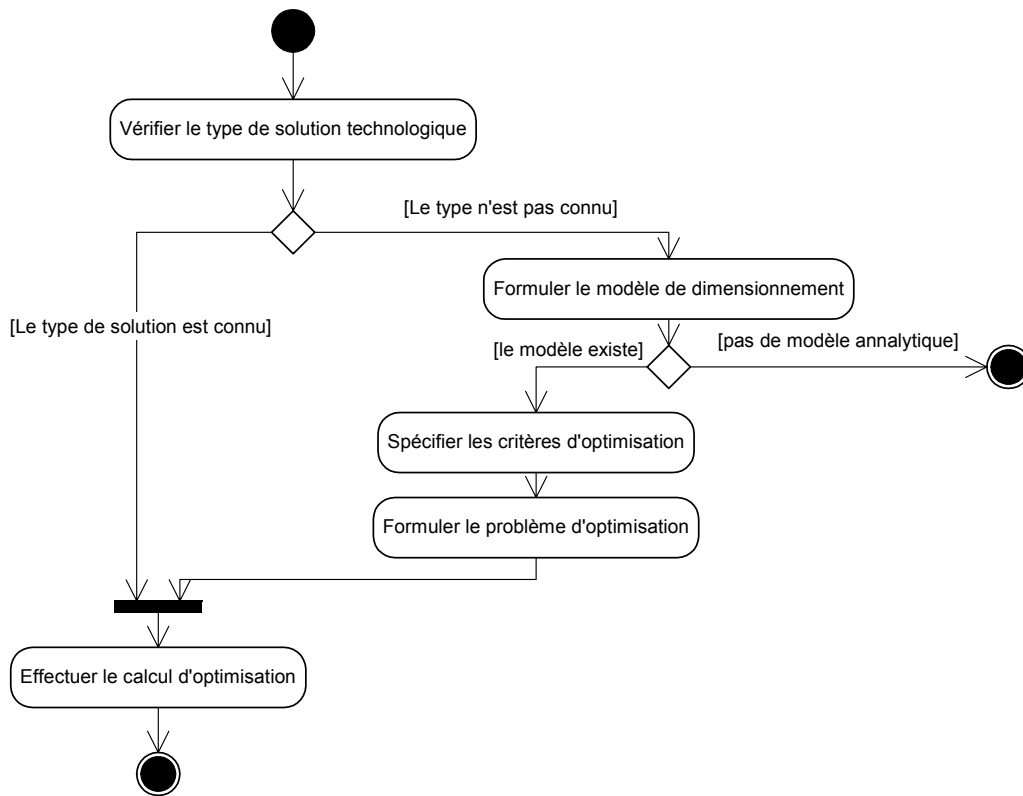 Vérifier le type de solution technologique
[Le type n'est pas connu]
Formuler le modèle de dimensionnement
[Le type de solution est connu]
[le modèle existe]
[pas de modèle annalytique]
Spécifier les critères d'optimisation
Formuler le problème d'optimisation
Effectuer le calcul d'optimisation